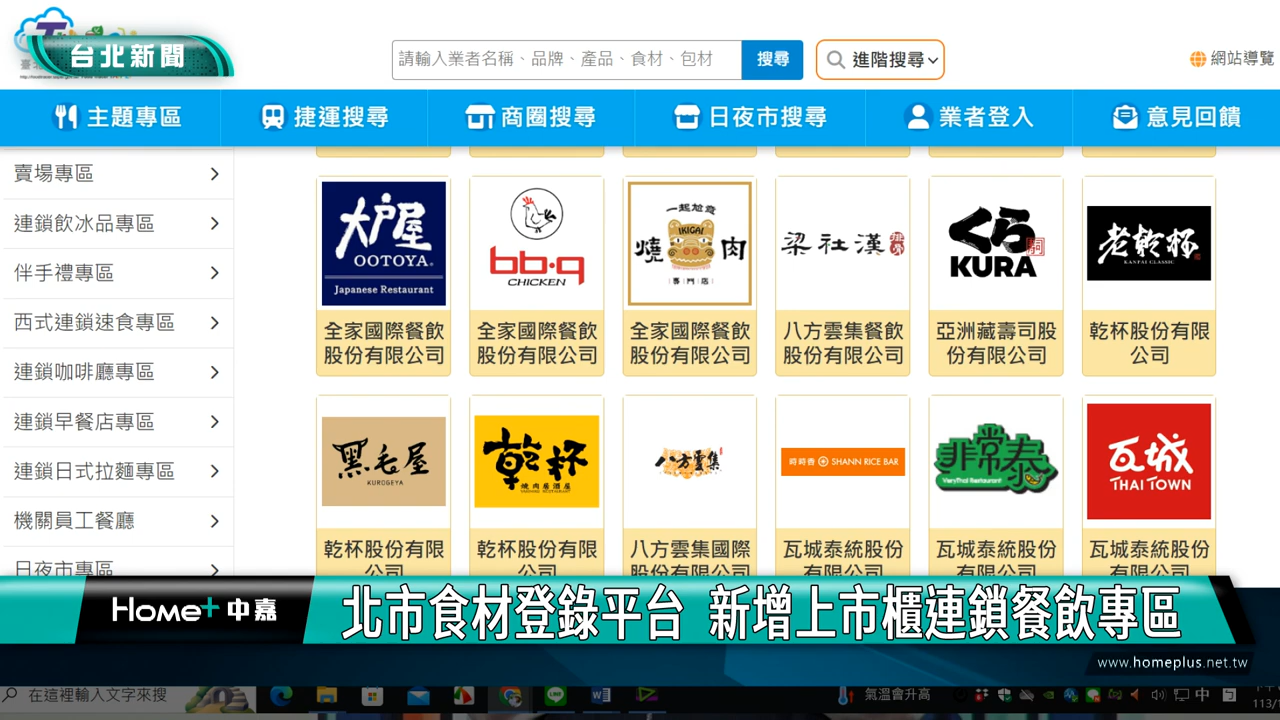 台北新聞
請輸入業者名稱、品牌、產品、食材、包材
搜尋
進階搜尋
網站導覽
主題專區
捷運搜尋
商圈搜尋
日夜市搜尋
業者登入
意見回饋
賣場專區
連鎖飲冰品專區
伴手禮專區
西式連鎖速食專區
連鎖咖啡廳專區
連鎖早餐店專區
連鎖日式拉麵專區
機關員工餐廳
日夜市專區
大戶屋
OOTOYA
Japanese Restaurant
全家國際餐飲
股份有限公司
bb.q
CHICKEN
全家國際餐飲
股份有限公司
一起尬意
IKIGAI
燒肉
專門店
全家國際餐飲
股份有限公司
梁社漢
排骨
八方雲集餐飲
股份有限公司
くら
KURA
亞洲藏壽司股
份有限公司
老乾杯
KANPAI CLASSIC
乾杯股份有限
公司
黑毛屋
KUROGEYA
乾杯股份有限
公司
乾杯
燒肉居酒屋
乾杯股份有限
公司
八方雲集
八方雲集國際
股份有限公司
時時香 SHANN RICE BAR
瓦城泰統股份
有限公司
非常泰
VeryThai Restaurant
瓦城泰統股份
有限公司
瓦城
THAI TOWN
瓦城泰統股份
有限公司
Home+ 中嘉
北市食材登錄平台 新增上市櫃連鎖餐飲專區
www.homeplus.net.tw
在這裡輸入文字來搜
氣溫會升高
中